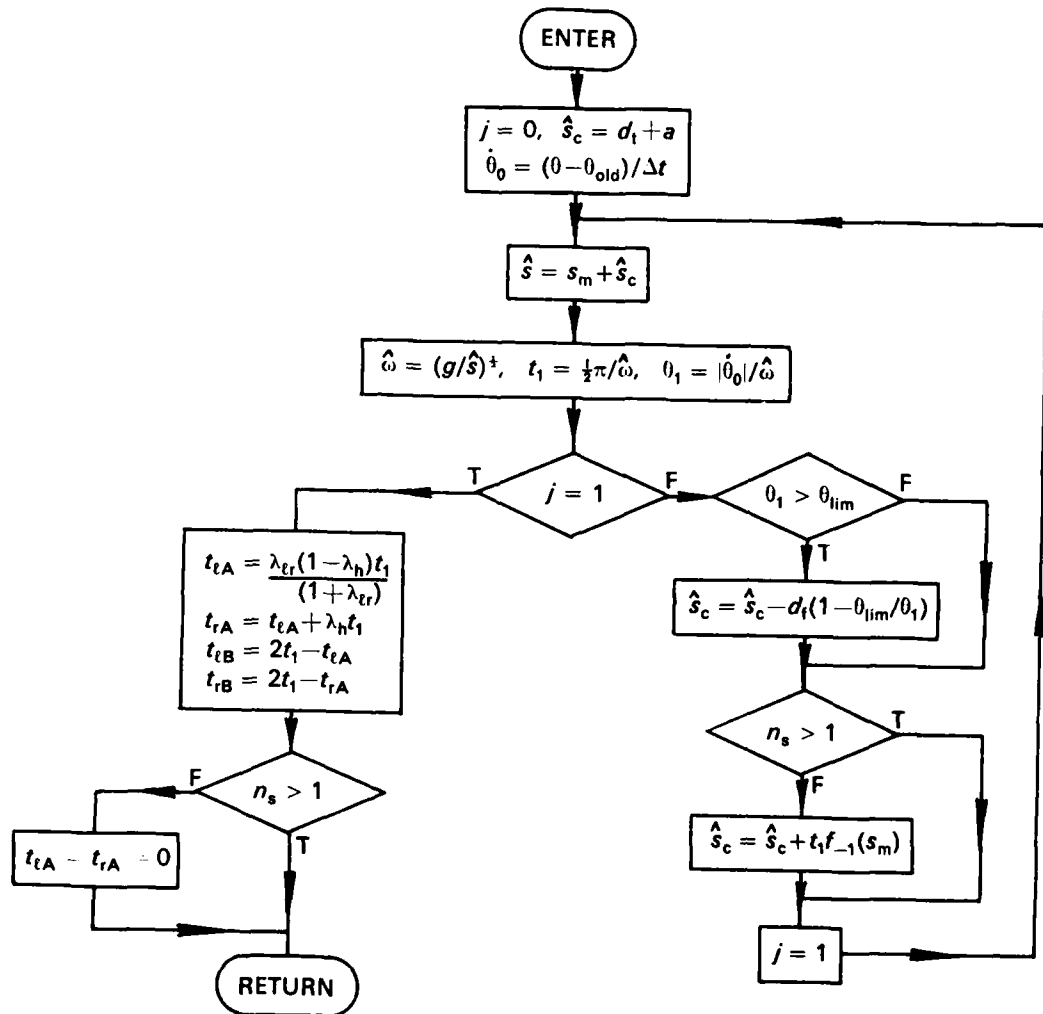 ENTER
j = 0, ŝ_c = d_t + a
θ̇_0 = (θ−θ_old)/Δt
ŝ = s_m + ŝ_c
ω̂ = (g/ŝ)^½, t_1 = ½π/ω̂, θ_1 = |θ̇_0|/ω̂
T
j = 1
F
θ_1 > θ_lim
F
T
t_ℓA = λ_ℓr(1−λ_h)t_1
(1+λ_ℓr)
t_rA = t_ℓA + λ_h t_1
t_ℓB = 2t_1 − t_ℓA
t_rB = 2t_1 − t_rA
ŝ_c = ŝ_c − d_f(1−θ_lim/θ_1)
n_s > 1
T
F
F
n_s > 1
T
ŝ_c = ŝ_c + t_1 f_−1(s_m)
t_ℓA − t_rA = 0
j = 1
RETURN